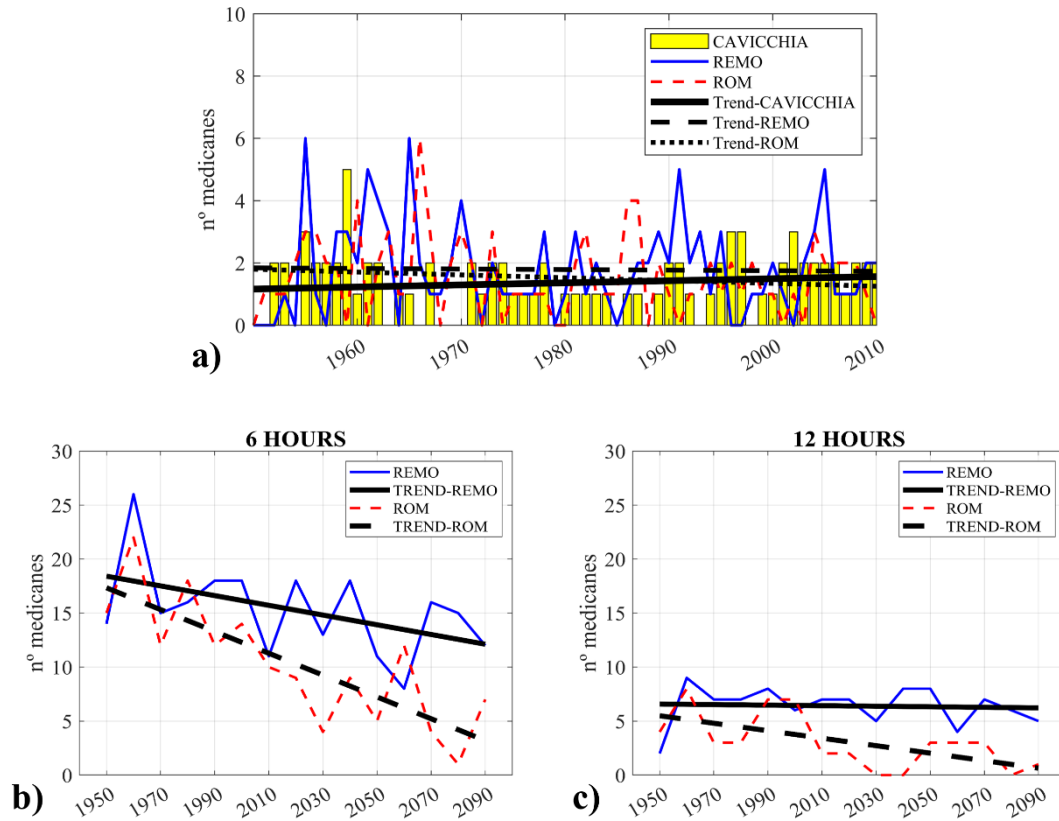 10
8
6
4
2
0
nº medicanes
CAVICCHIA
REMO
ROM
Trend-CAVICCHIA
Trend-REMO
Trend-ROM
1960
1970
1980
1990
2000
2010
a)
6 HOURS
30
25
20
15
10
5
0
nº medicanes
REMO
TREND-REMO
ROM
TREND-ROM
1950
1970
1990
2010
2030
2050
2070
2090
b)
12 HOURS
30
25
20
15
10
5
0
nº medicanes
REMO
TREND-REMO
ROM
TREND-ROM
1950
1970
1990
2010
2030
2050
2070
2090
c)